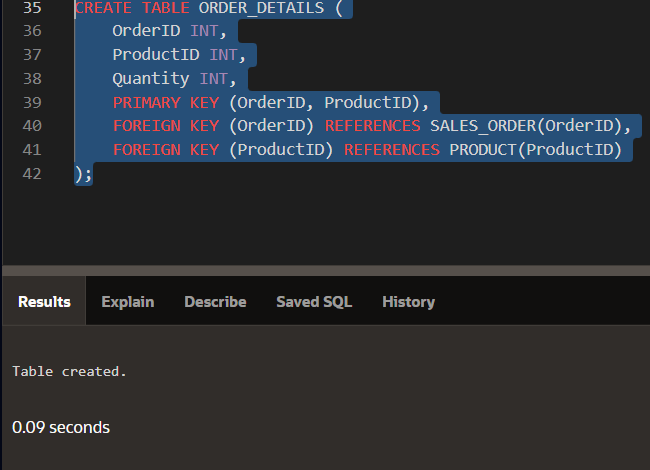 35 CREATE TABLE ORDER_DETAILS (
36     OrderID INT,
37     ProductID INT,
38     Quantity INT,
39     PRIMARY KEY (OrderID, ProductID),
40     FOREIGN KEY (OrderID) REFERENCES SALES_ORDER(OrderID),
41     FOREIGN KEY (ProductID) REFERENCES PRODUCT(ProductID)
42 );
Results Explain Describe Saved SQL History
Table created.
0.09 seconds